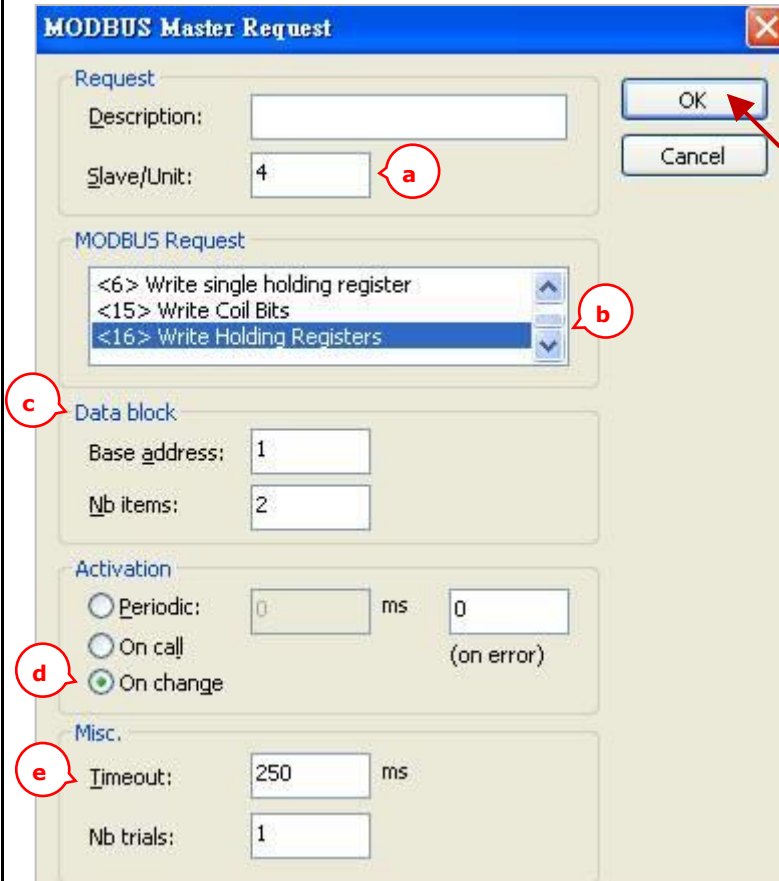 MODBUS Master Request
Request
Description:
Slave/Unit: 4
a
OK
Cancel
MODBUS Request
<6> Write single holding register
<15> Write Coil Bits
<16> Write Holding Registers
b
c
Data block
Base address: 1
Nb items: 2
Activation
Periodic: 0 ms 0
On call
(on error)
d
On change
Misc.
e
Timeout: 250 ms
Nb trials: 1